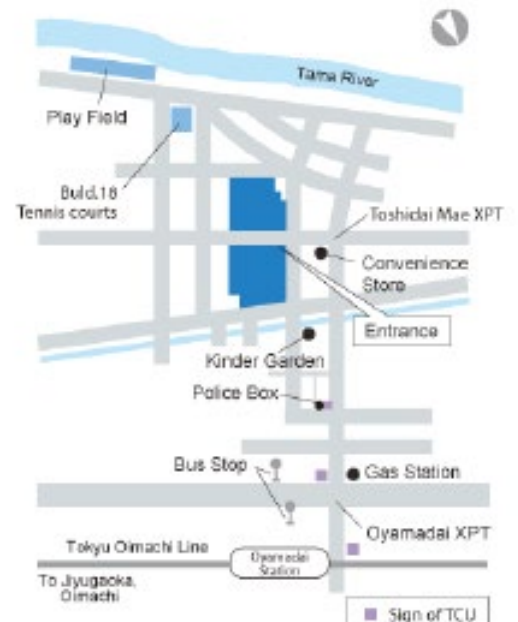 Tama River
Play Field
Buld.18
Tennis courts
Toshidai Mae XPT
Convenience
Store
Entrance
Kinder Garden
Police Box
Bus Stop
Gas Station
Oyamadai XPT
Tokyu Oimachi Line
Oyamadai
Station
To Jiyugaoka,
Oimachi
Sign of TCU